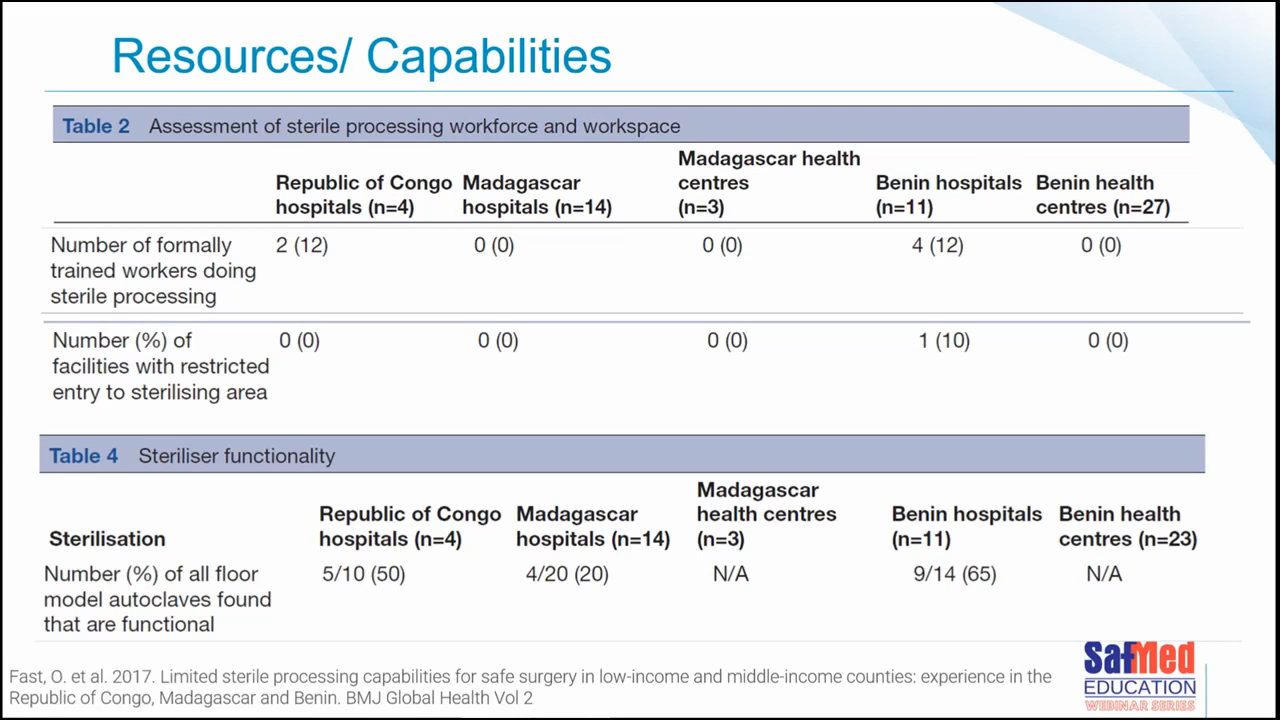 Resources/ Capabilities
Table 2 Assessment of sterile processing workforce and workspace
Republic of Congo hospitals (n=4) Madagascar hospitals (n=14) Madagascar health centres (n=3) Benin hospitals (n=11) Benin health centres (n=27)
Number of formally trained workers doing sterile processing 2 (12) 0 (0) 0 (0) 4 (12) 0 (0)
Number (%) of facilities with restricted entry to sterilising area 0 (0) 0 (0) 0 (0) 1 (10) 0 (0)
Table 4 Steriliser functionality
Sterilisation Republic of Congo hospitals (n=4) Madagascar hospitals (n=14) Madagascar health centres (n=3) Benin hospitals (n=11) Benin health centres (n=23)
Number (%) of all floor model autoclaves found that are functional 5/10 (50) 4/20 (20) N/A 9/14 (65) N/A
Fast, O. et al. 2017. Limited sterile processing capabilities for safe surgery in low-income and middle-income counties: experience in the
Republic of Congo, Madagascar and Benin. BMJ Global Health Vol 2
SafMed
EDUCATION
WEBINAR SERIES